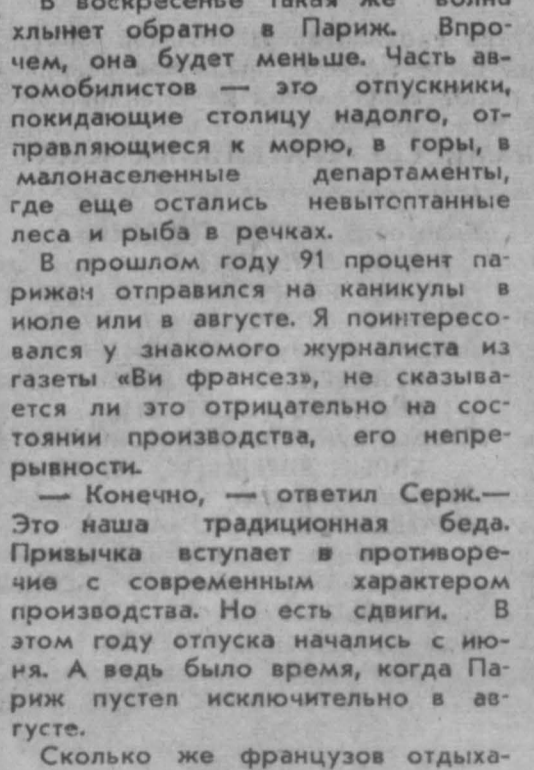 В воскресенье такая же волна
хлынет обратно в Париж. Впро-
чем, она будет меньше. Часть ав-
томобилистов — это отпускники,
покидающие столицу надолго, от-
правляющиеся к морю, в горы, в
малонаселенные департаменты,
где еще остались невытоптанные
леса и рыба в речках.
В прошлом году 91 процент па-
рижан отправился на каникулы в
июле или в августе. Я поинтересо-
вался у знакомого журналиста из
газеты «Ви франсез», не сказыва-
ется ли это отрицательно на сос-
тоянии производства, его непре-
рывности.
— Конечно, — ответил Серж.—
Это наша традиционная беда.
Привычка вступает в противоре-
чие с современным характером
производства. Но есть сдвиги. В
этом году отпуска начались с ию-
ня. А ведь было время, когда Па-
риж пустел исключительно в ав-
густе.
Сколько же французов отдыха-